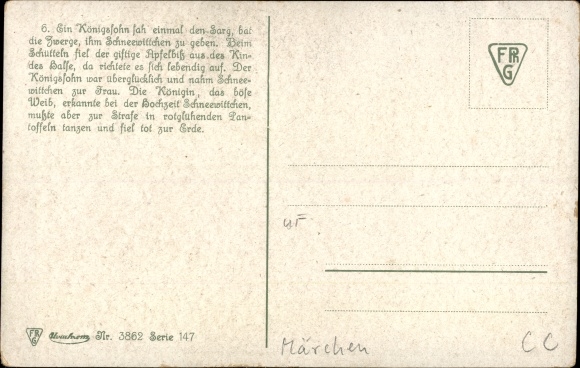 6. Ein Königssohn sah einmal den Sarg, bat
die Zwerge, ihm Schneewittchen zu geben. Beim
Schütteln fiel der giftige Apfelbiß aus des Kin-
des Halse, da richtete es sich lebendig auf. Der
Königssohn war überglücklich und nahm Schnee-
wittchen zur Frau. Die Königin, das böse
Weib, erkannte bei der Hochzeit Schneewittchen,
mußte aber zur Strafe in rotglühenden Pan-
toffeln tanzen und fiel tot zur Erde.
FPR
G
uF
FPR
G
Nr. 3862 Serie 147
Märchen
CC